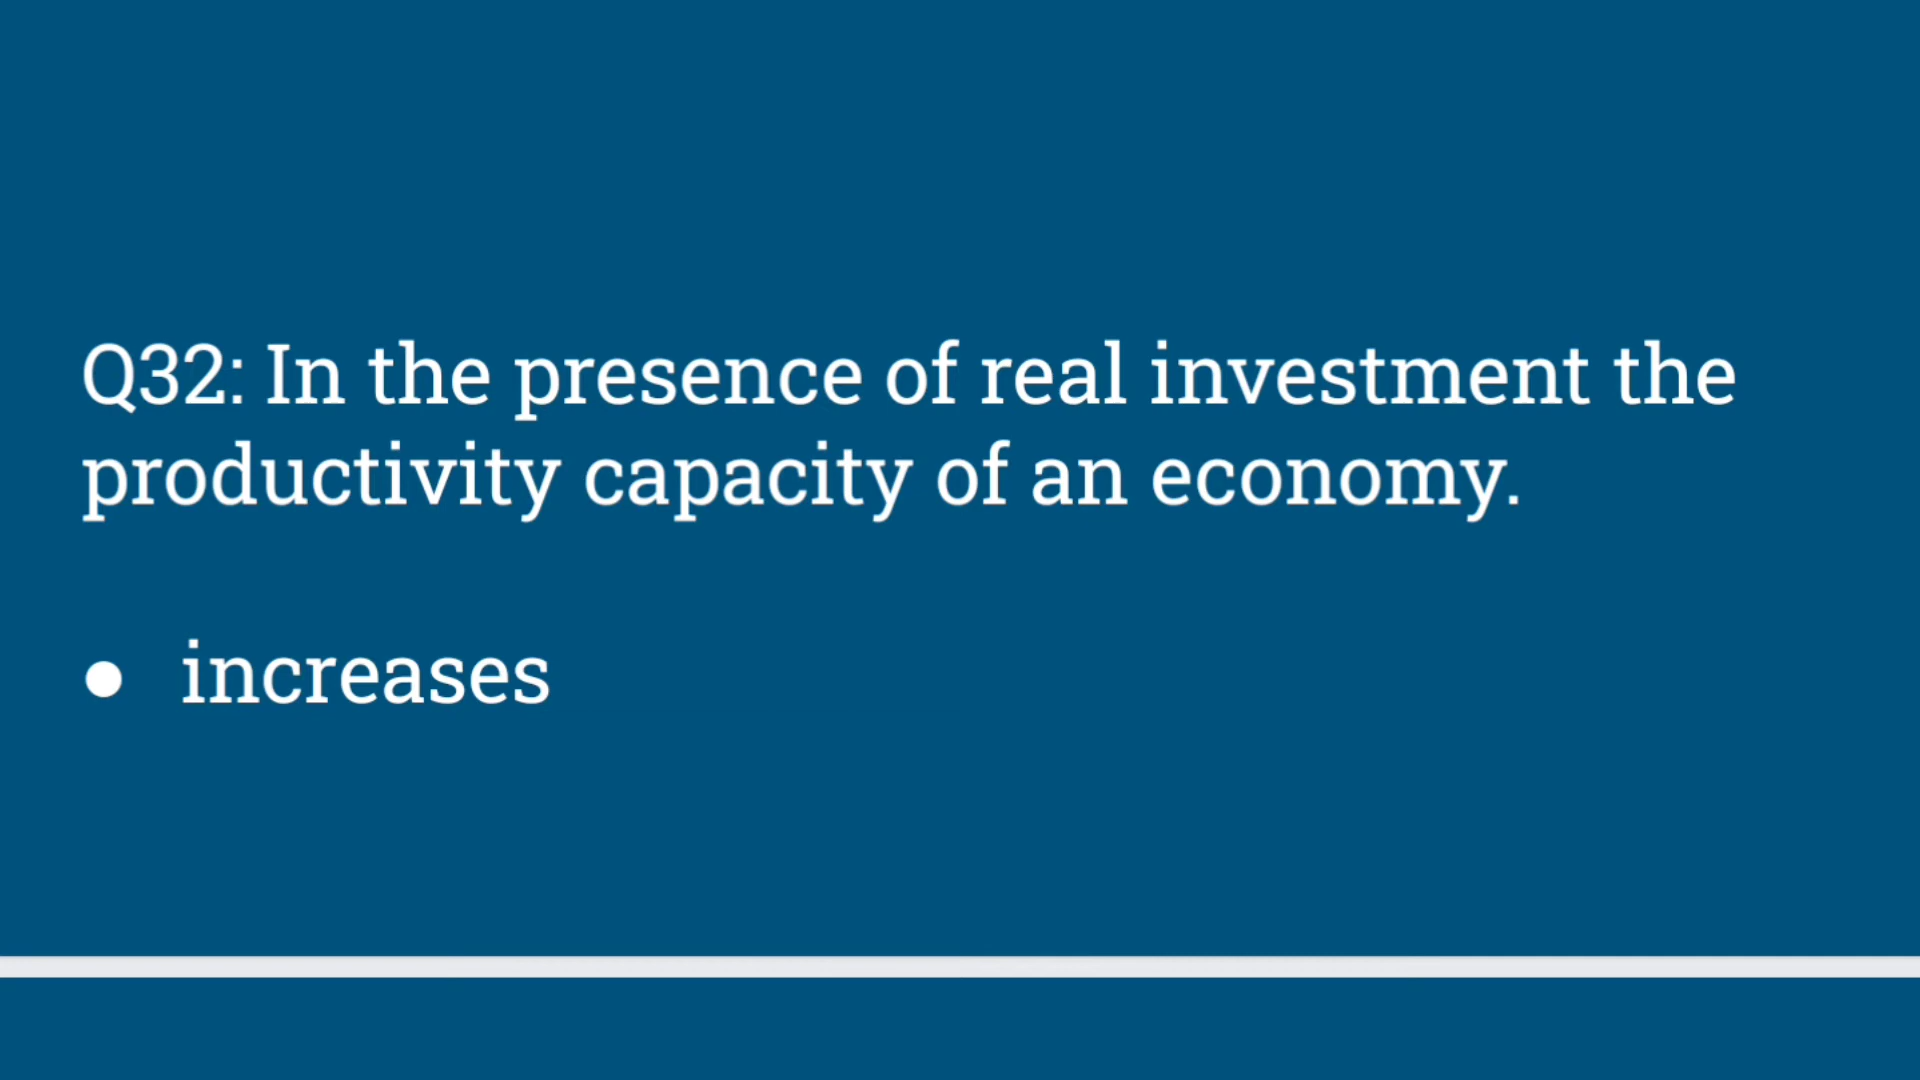 Q32: In the presence of real investment the
productivity capacity of an economy.
● increases